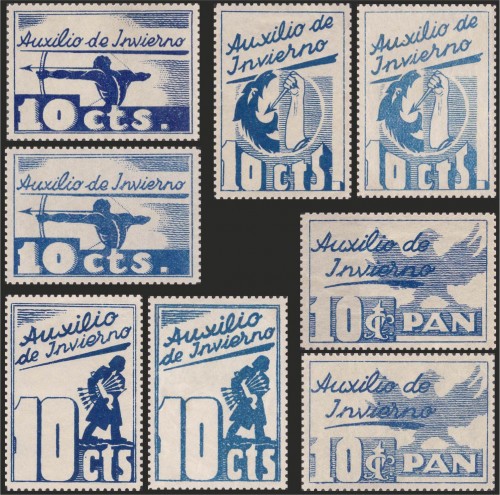 Auxilio de Invierno
10 cts.
Auxilio de
Invierno
10 CTS.
Auxilio de
Invierno
10 CTS.
Auxilio de Invierno
10 cts.
Auxilio de
Invierno
10 cts PAN
Auxilio
de Invierno
10
cts
Auxilio
de Invierno
10
cts
Auxilio de
Invierno
10 cts PAN